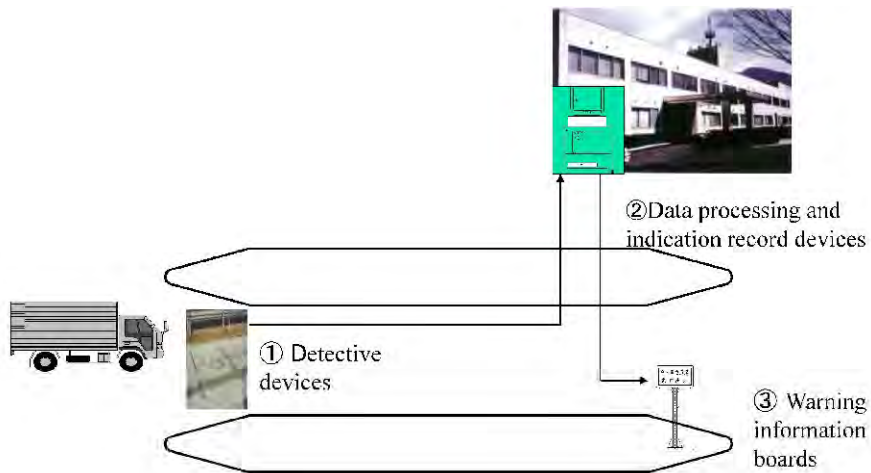 ②Data processing and
indication record devices
① Detective
devices
③ Warning
information
boards